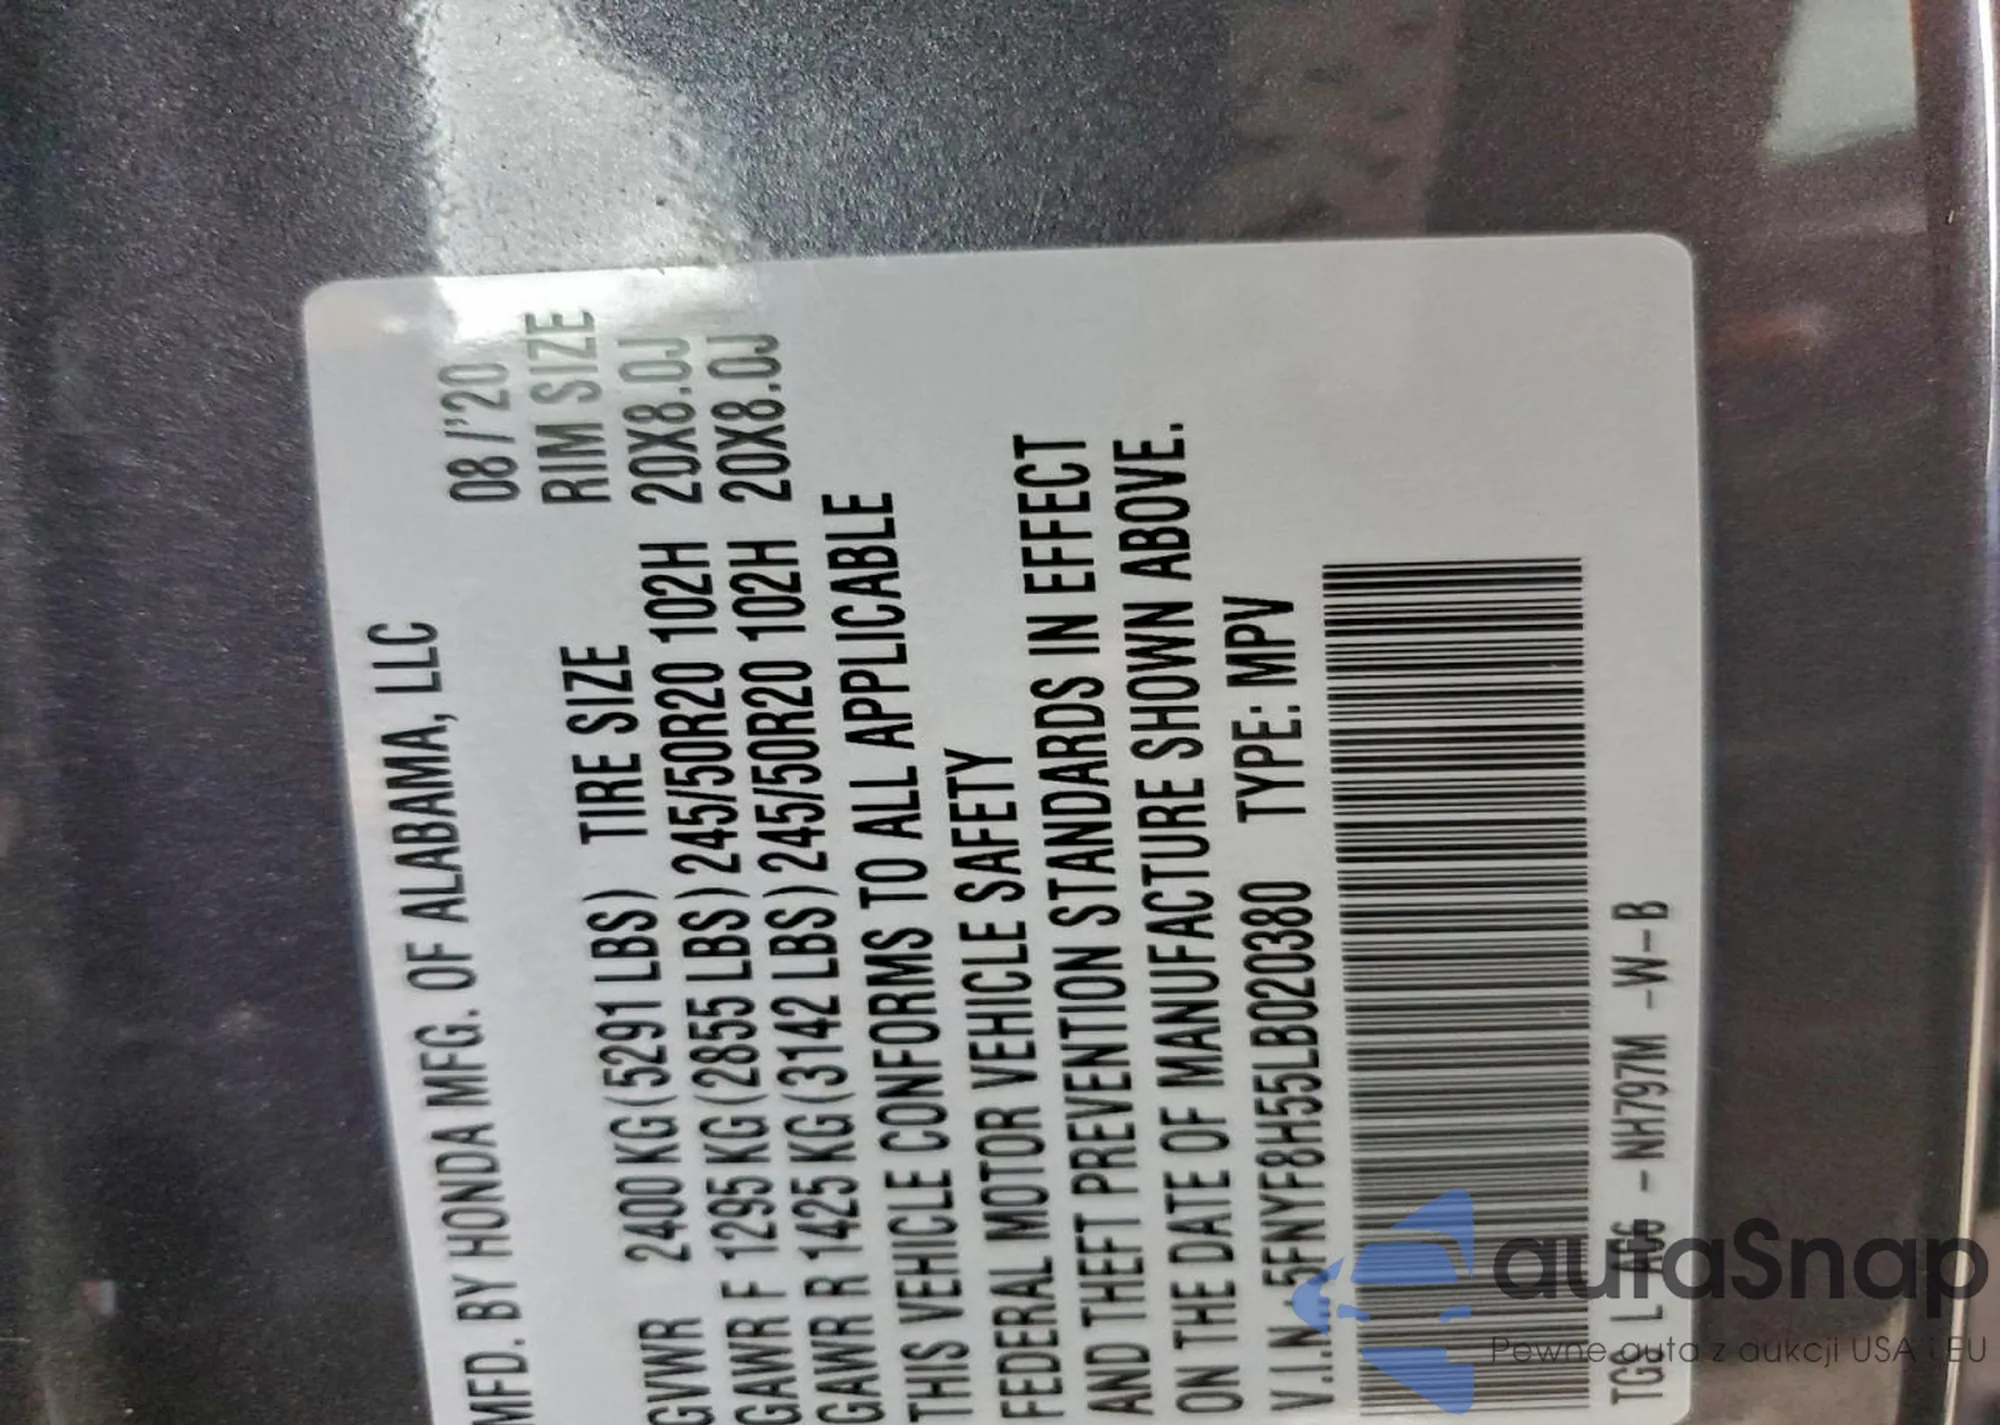 MFD. BY HONDA MFG. OF ALABAMA, LLC
08/'20
GVWR 2400 KG (5291 LBS) TIRE SIZE RIM SIZE
GAWR F 1295 KG (2855 LBS) 245/50R20 102H 20X8.0J
GAWR R 1425 KG (3142 LBS) 245/50R20 102H 20X8.0J
THIS VEHICLE CONFORMS TO ALL APPLICABLE
FEDERAL MOTOR VEHICLE SAFETY
AND THEFT PREVENTION STANDARDS IN EFFECT
ON THE DATE OF MANUFACTURE SHOWN ABOVE.
V.I.N.: 5FNYF8H55LB020380 TYPE: MPV
NH797M -W-B
autaSnap
Pewne auta z aukcji USA i EU